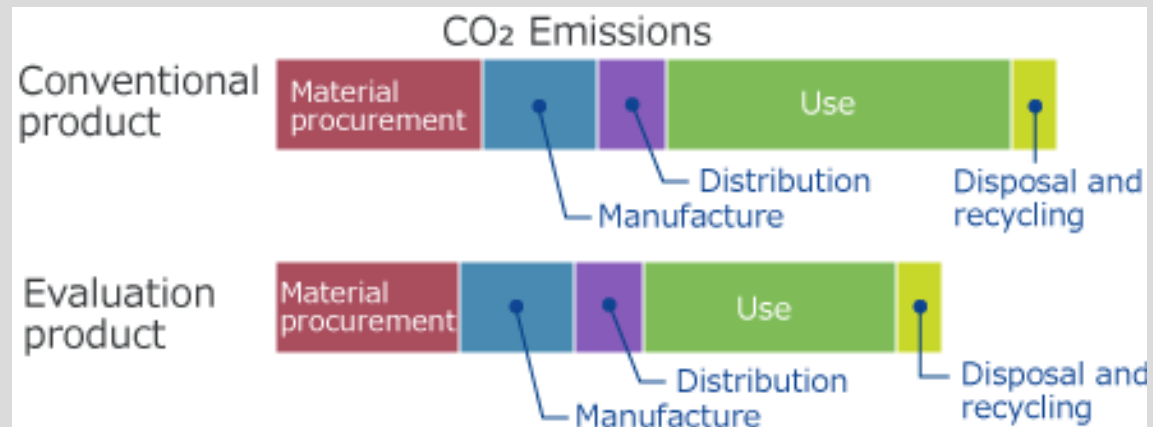 CO₂ Emissions
Conventional
product
Material
procurement
Use
Distribution
Manufacture
Disposal and
recycling
Evaluation
product
Material
procurement
Use
Distribution
Manufacture
Disposal and
recycling